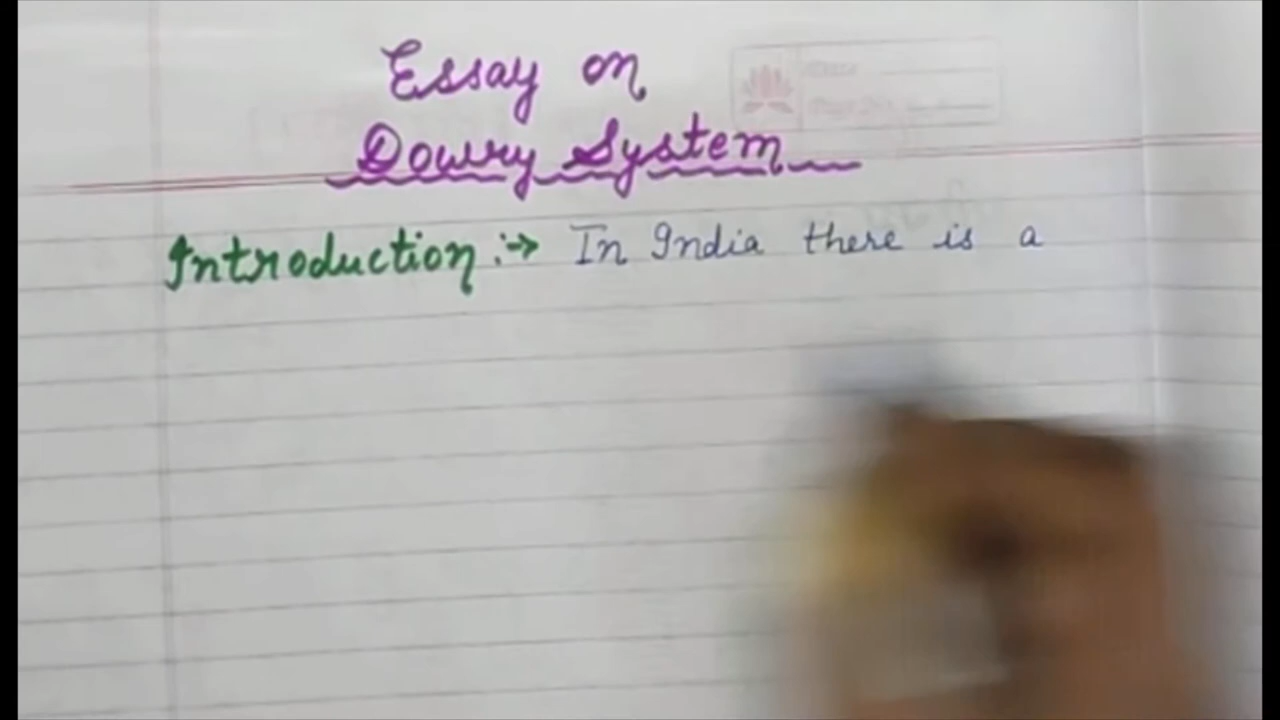 Essay on
Dowry System
Introduction :→ In India there is a